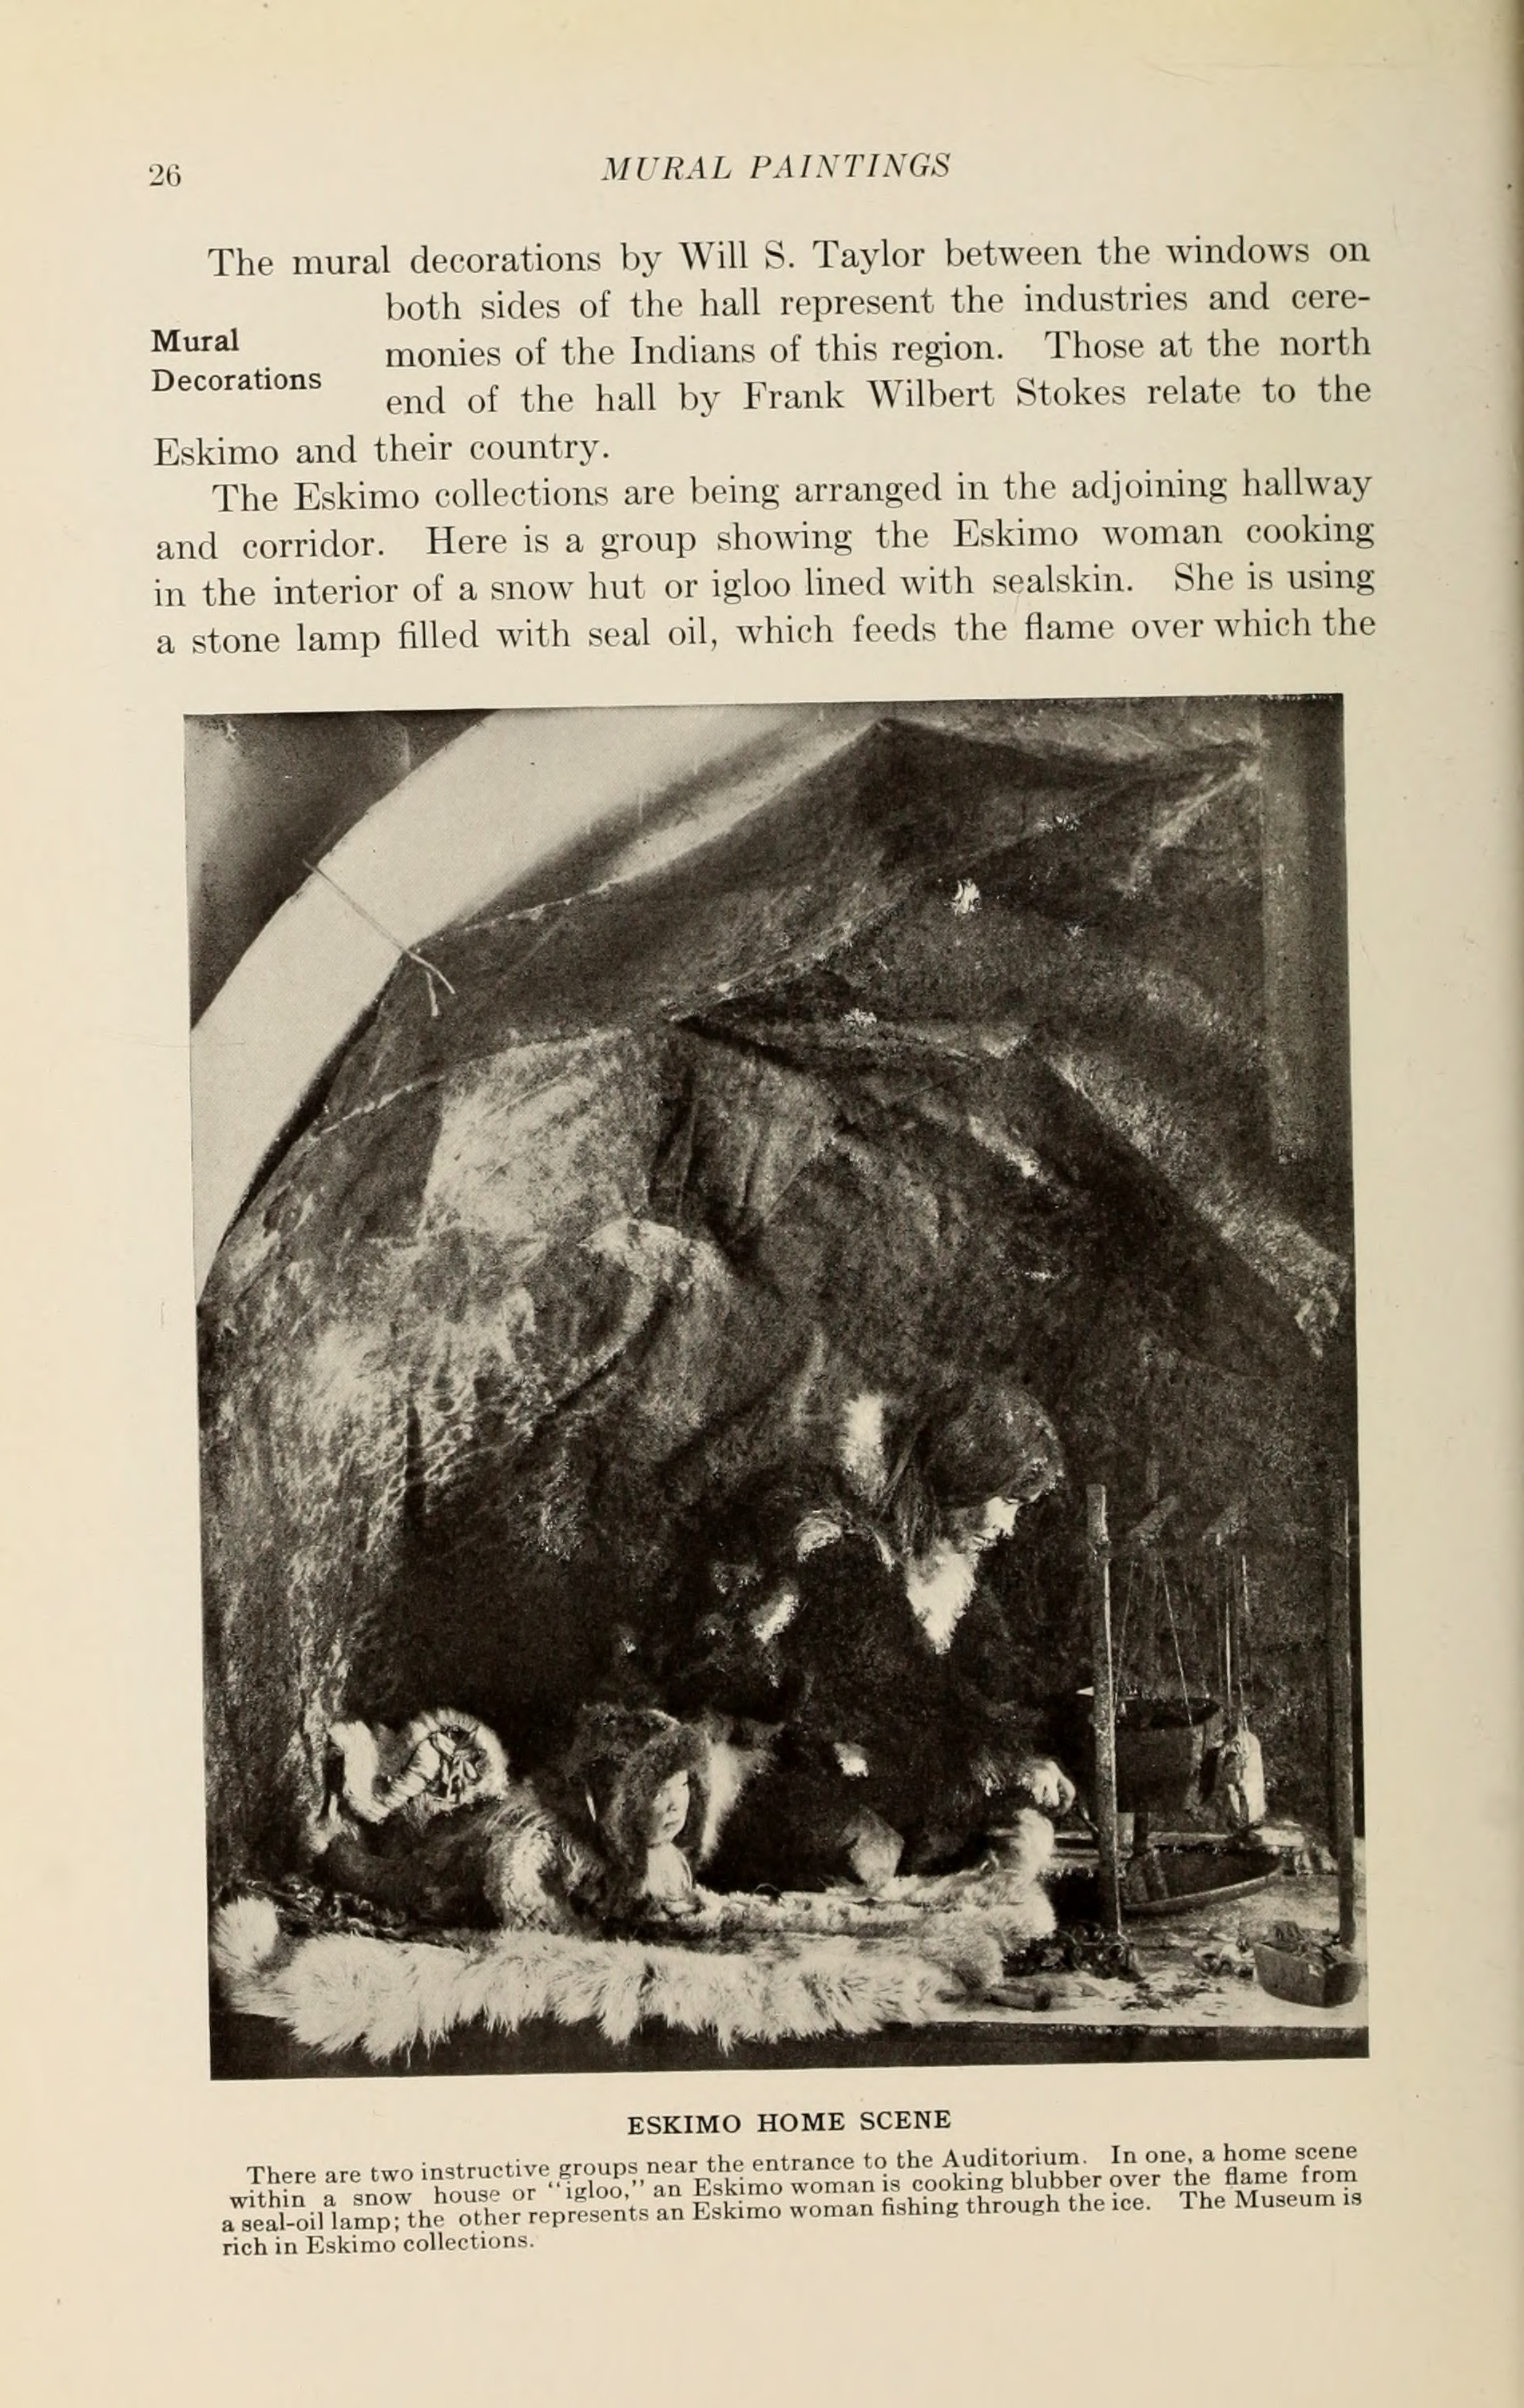 26
MURAL PAINTINGS
The mural decorations by Will S. Taylor between the windows on
both sides of the hall represent the industries and cere-
Mural
Decorations
monies of the Indians of this region. Those at the north
end of the hall by Frank Wilbert Stokes relate to the
Eskimo and their country.
The Eskimo collections are being arranged in the adjoining hallway
and corridor. Here is a group showing the Eskimo woman cooking
in the interior of a snow hut or igloo lined with sealskin. She is using
a stone lamp filled with seal oil, which feeds the flame over which the
ESKIMO HOME SCENE
There are two instructive groups near the entrance to the Auditorium. In one, a home scene
within a snow house or "igloo," an Eskimo woman is cooking blubber over the flame from
a seal-oil lamp; the other represents an Eskimo woman fishing through the ice. The Museum is
rich in Eskimo collections.